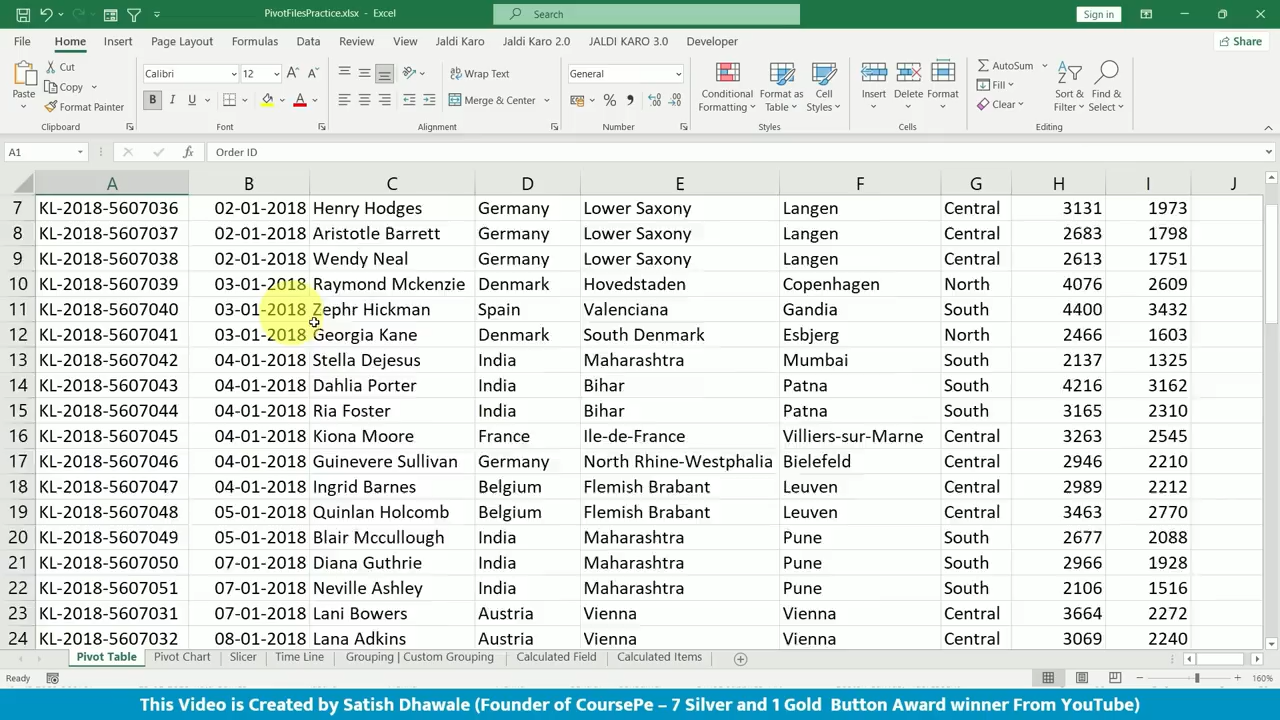 PivotFilesPractice.xlsx - Excel
Search
Sign in
File Home Insert Page Layout Formulas Data Review View Jaldi Karo Jaldi Karo 2.0 JALDI KARO 3.0 Developer
Share
Paste
Cut
Copy
Format Painter
Clipboard
Calibri 12
B I U
Font
Wrap Text
Merge & Center
Alignment
General
Number
Conditional Formatting
Format as Table
Cell Styles
Styles
Insert Delete Format
Cells
AutoSum
Fill
Clear
Sort & Filter
Find & Select
Editing
A1 fx Order ID
A B C D E F G H I J
7 KL-2018-5607036 02-01-2018 Henry Hodges Germany Lower Saxony Langen Central 3131 1973
8 KL-2018-5607037 02-01-2018 Aristotle Barrett Germany Lower Saxony Langen Central 2683 1798
9 KL-2018-5607038 02-01-2018 Wendy Neal Germany Lower Saxony Langen Central 2613 1751
10 KL-2018-5607039 03-01-2018 Raymond Mckenzie Denmark Hovedstaden Copenhagen North 4076 2609
11 KL-2018-5607040 03-01-2018 Zephr Hickman Spain Valenciana Gandia South 4400 3432
12 KL-2018-5607041 03-01-2018 Georgia Kane Denmark South Denmark Esbjerg North 2466 1603
13 KL-2018-5607042 04-01-2018 Stella Dejesus India Maharashtra Mumbai South 2137 1325
14 KL-2018-5607043 04-01-2018 Dahlia Porter India Bihar Patna South 4216 3162
15 KL-2018-5607044 04-01-2018 Ria Foster India Bihar Patna South 3165 2310
16 KL-2018-5607045 04-01-2018 Kiona Moore France Ile-de-France Villiers-sur-Marne Central 3263 2545
17 KL-2018-5607046 04-01-2018 Guinevere Sullivan Germany North Rhine-Westphalia Bielefeld Central 2946 2210
18 KL-2018-5607047 04-01-2018 Ingrid Barnes Belgium Flemish Brabant Leuven Central 2989 2212
19 KL-2018-5607048 05-01-2018 Quinlan Holcomb Belgium Flemish Brabant Leuven Central 3463 2770
20 KL-2018-5607049 05-01-2018 Blair Mccullough India Maharashtra Pune South 2677 2088
21 KL-2018-5607050 07-01-2018 Diana Guthrie India Maharashtra Pune South 2966 1928
22 KL-2018-5607051 07-01-2018 Neville Ashley India Maharashtra Pune South 2106 1516
23 KL-2018-5607031 07-01-2018 Lani Bowers Austria Vienna Vienna Central 3664 2272
24 KL-2018-5607032 08-01-2018 Lana Adkins Austria Vienna Vienna Central 3069 2240
Pivot Table Pivot Chart Slicer Time Line Grouping | Custom Grouping Calculated Field Calculated Items
Ready
160%
This Video is Created by Satish Dhawale (Founder of CoursePe – 7 Silver and 1 Gold Button Award winner From YouTube)